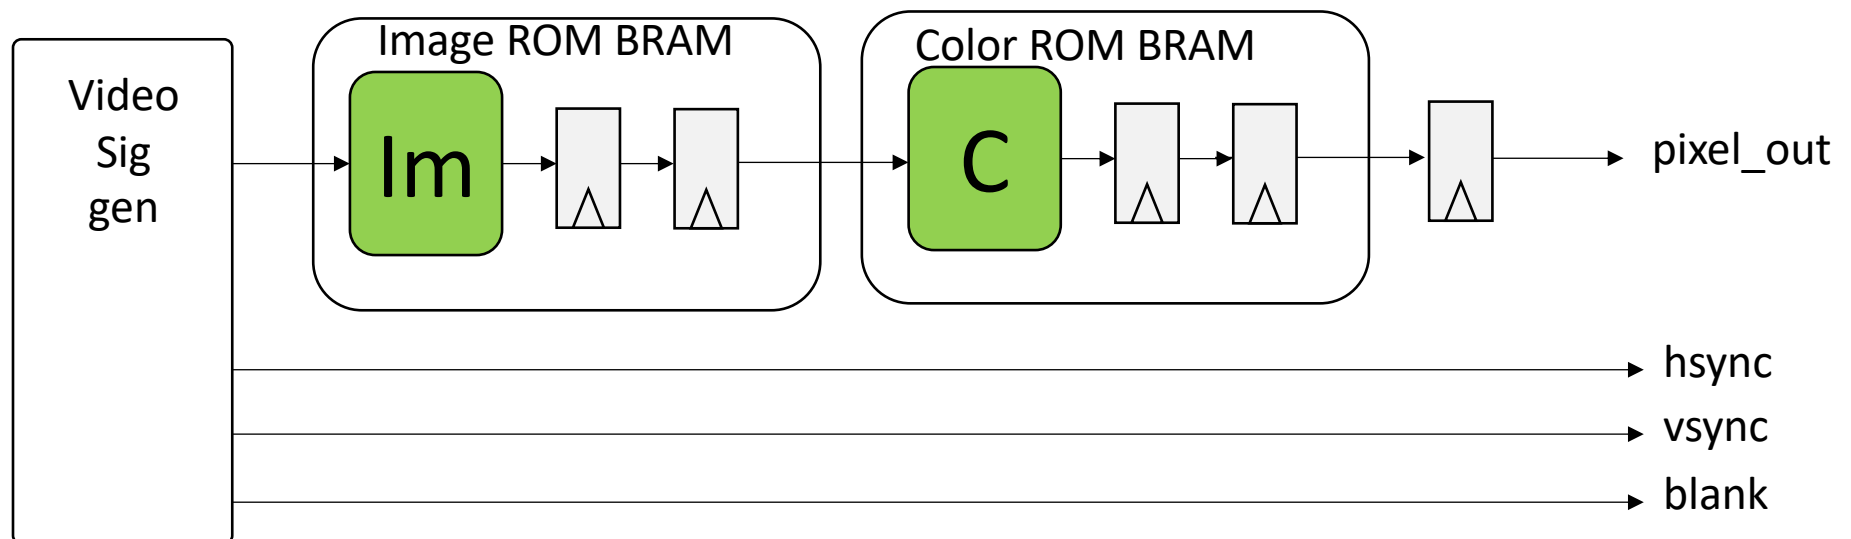 Video
Sig
gen
Image ROM BRAM
Im
Color ROM BRAM
C
pixel_out
hsync
vsync
blank